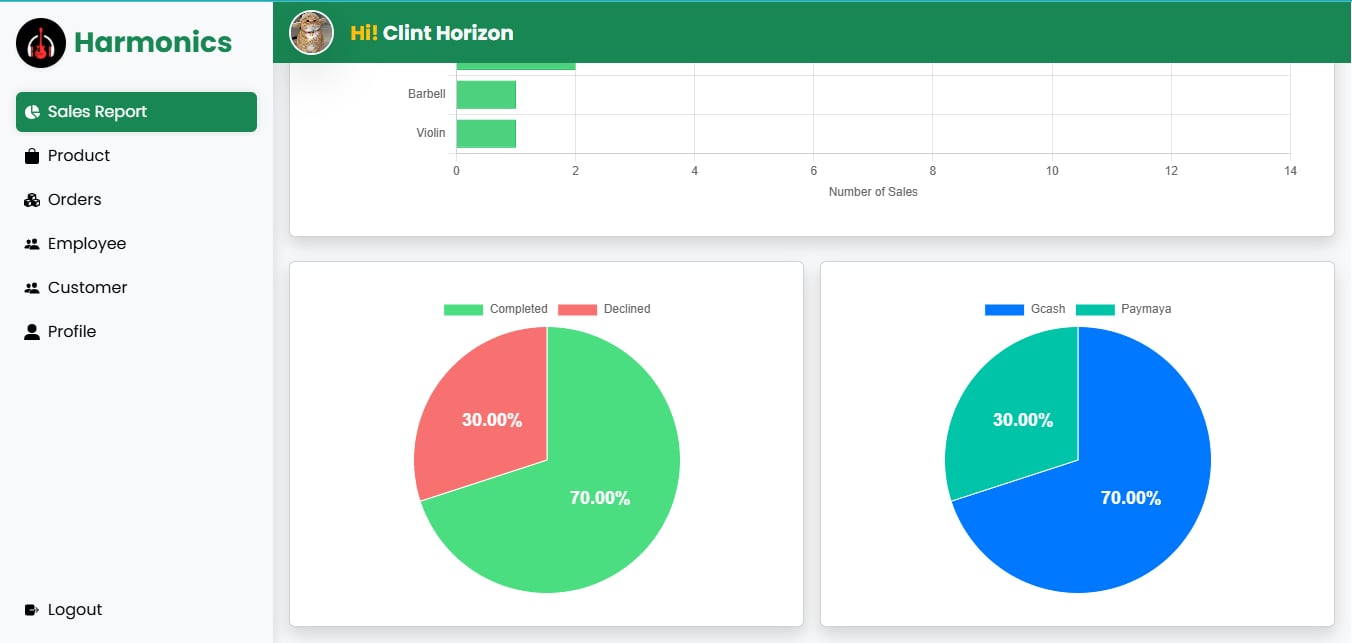 Harmonics
Sales Report
Product
Orders
Employee
Customer
Profile
Logout
Hi! Clint Horizon
Barbell
Violin
0 2 4 6 8 10 12 14
Number of Sales
Completed Declined
30.00%
70.00%
Gcash Paymaya
30.00%
70.00%